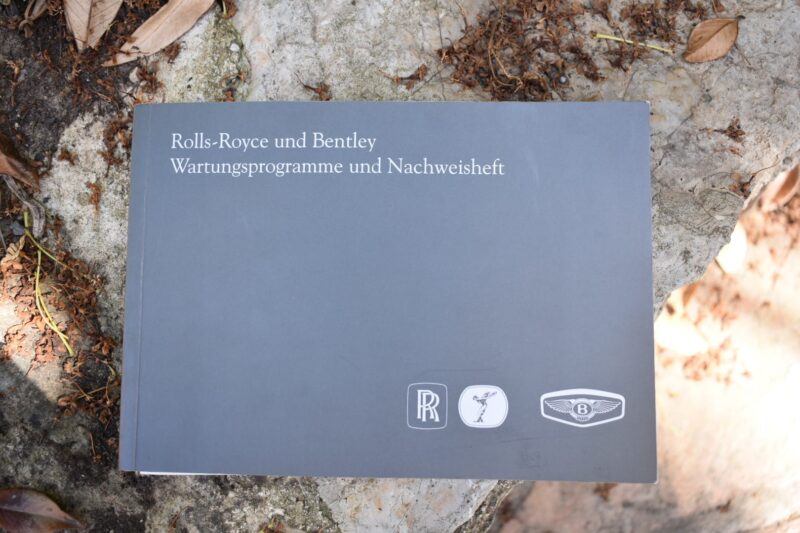 Rolls-Royce und Bentley
Wartungsprogramme und Nachweisheft
RR
B